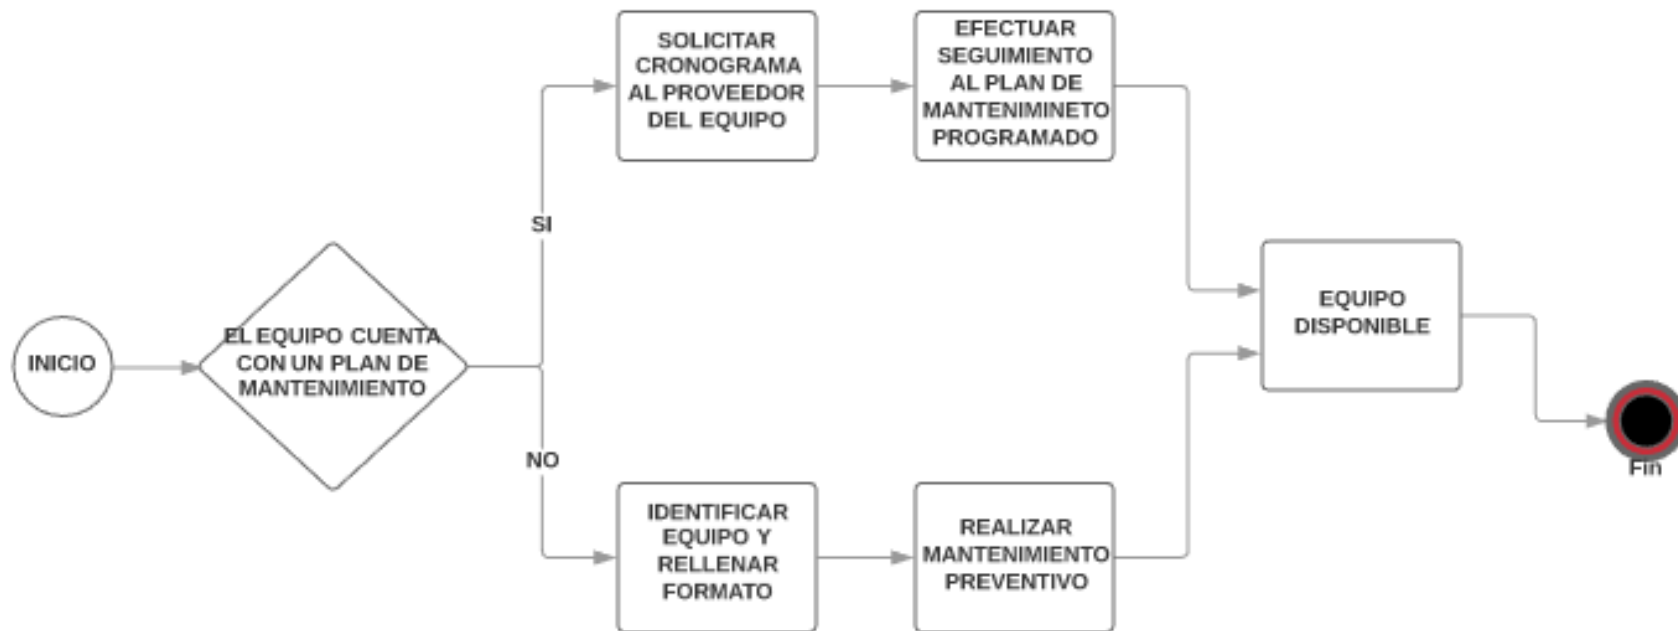 INICIO
EL EQUIPO CUENTA
CON UN PLAN DE
MANTENIMIENTO
SI
SOLICITAR
CRONOGRAMA
AL PROVEEDOR
DEL EQUIPO
EFECTUAR
SEGUIMIENTO
AL PLAN DE
MANTENIMINETO
PROGRAMADO
NO
IDENTIFICAR
EQUIPO Y
RELLENAR
FORMATO
REALIZAR
MANTENIMIENTO
PREVENTIVO
EQUIPO
DISPONIBLE
Fin